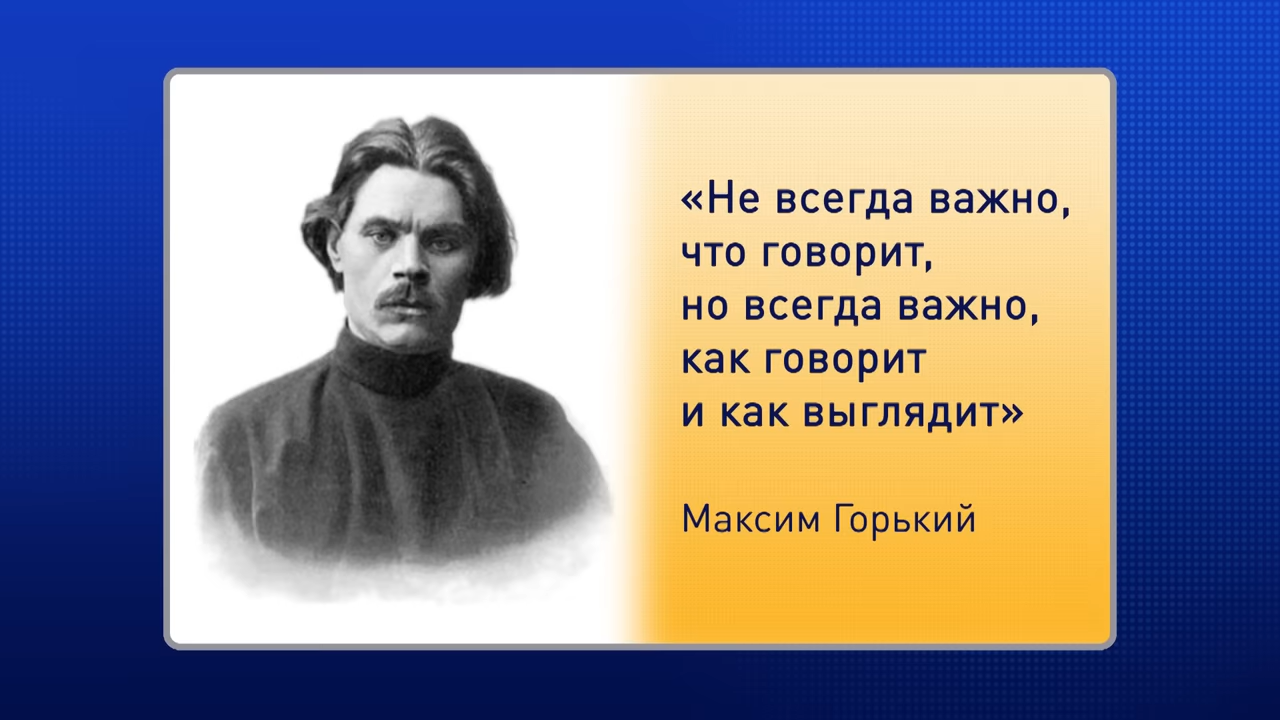 «Не всегда важно,
что говорит,
но всегда важно,
как говорит
и как выглядит»
Максим Горький